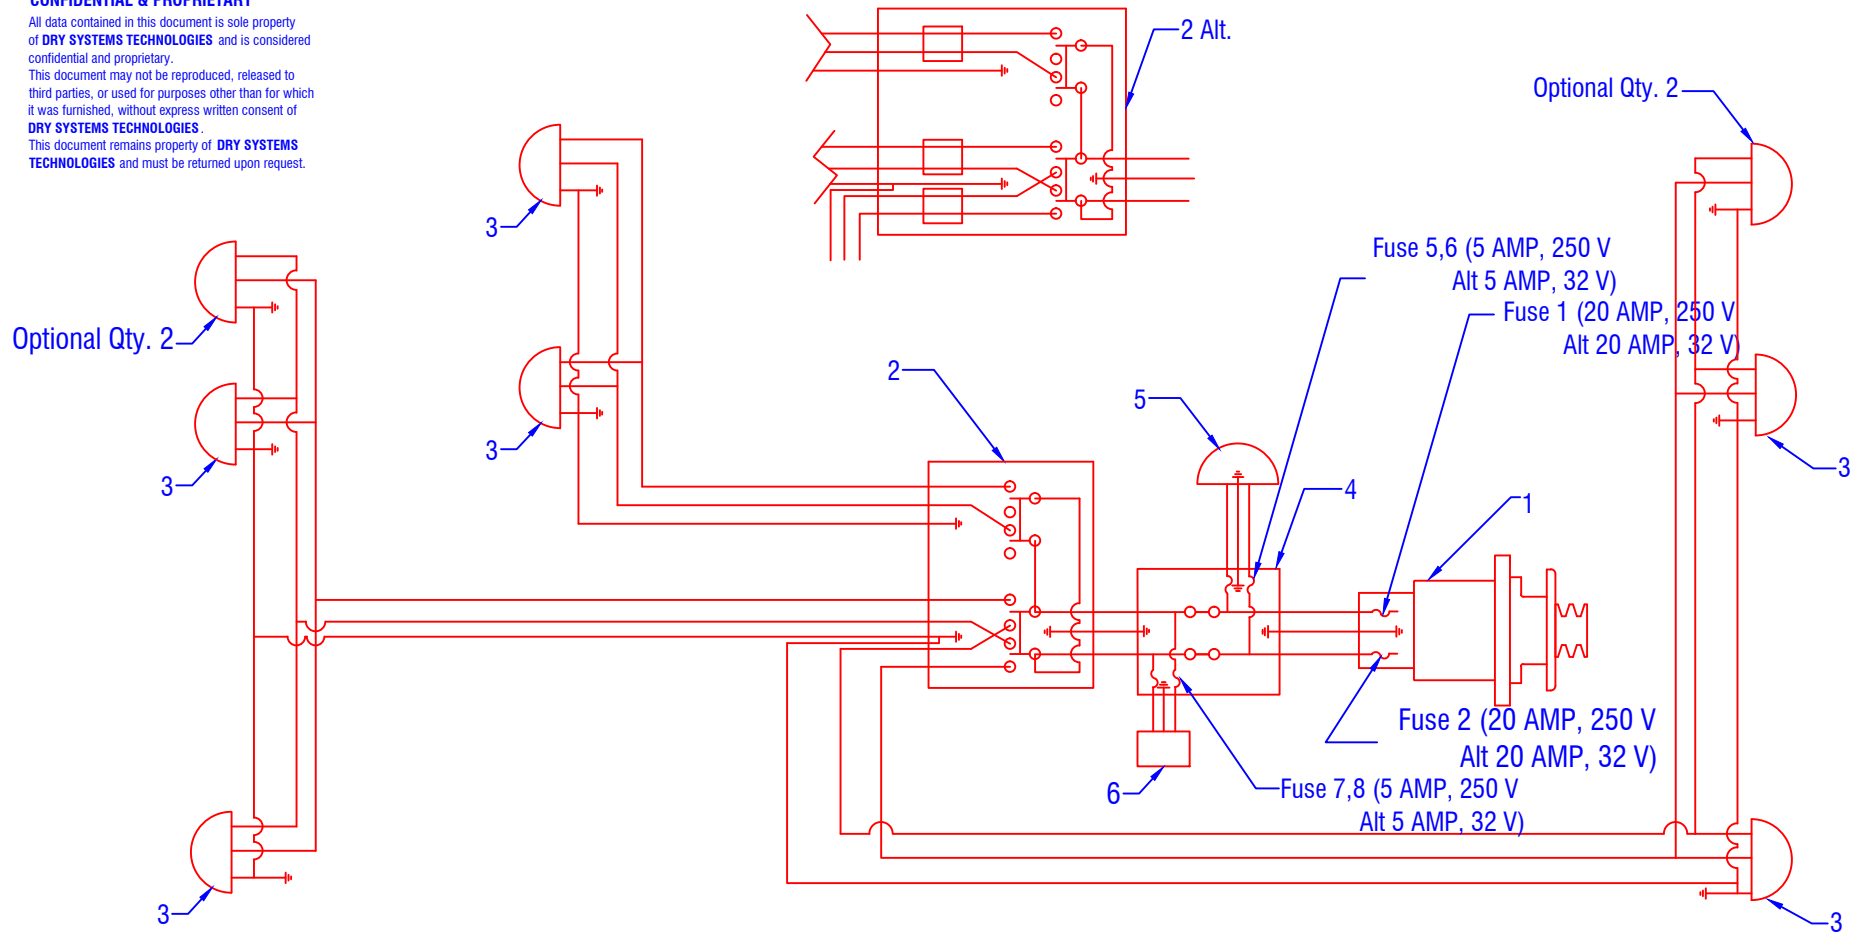 CONFIDENTIAL & PROPRIETARY
All data contained in this document is sole property
of DRY SYSTEMS TECHNOLOGIES and is considered
confidential and proprietary.
This document may not be reproduced, released to
third parties, or used for purposes other than for which
it was furnished, without express written consent of
DRY SYSTEMS TECHNOLOGIES.
This document remains property of DRY SYSTEMS
TECHNOLOGIES and must be returned upon request.
2 Alt.
Optional Qty. 2
3
Fuse 5,6 (5 AMP, 250 V
Alt 5 AMP, 32 V)
Fuse 1 (20 AMP, 250 V
Alt 20 AMP, 32 V)
Optional Qty. 2
2
5
3
3
3
4
1
Fuse 2 (20 AMP, 250 V
Alt 20 AMP, 32 V)
6
Fuse 7,8 (5 AMP, 250 V
Alt 5 AMP, 32 V)
3
3